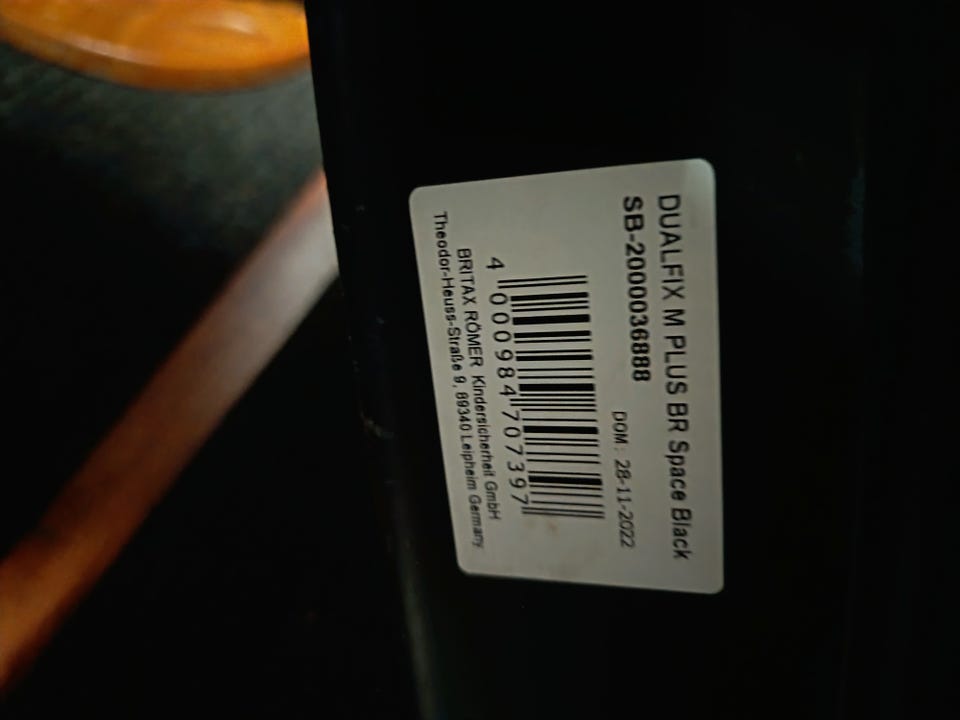 DUALFIX M PLUS BR Space Black
SB-2000036888
DOM: 28-11-2022
4 000984 707397
BRITAX RÖMER Kindersicherheit GmbH
Theodor-Heuss-Straße 9, 89340 Leipheim Germany